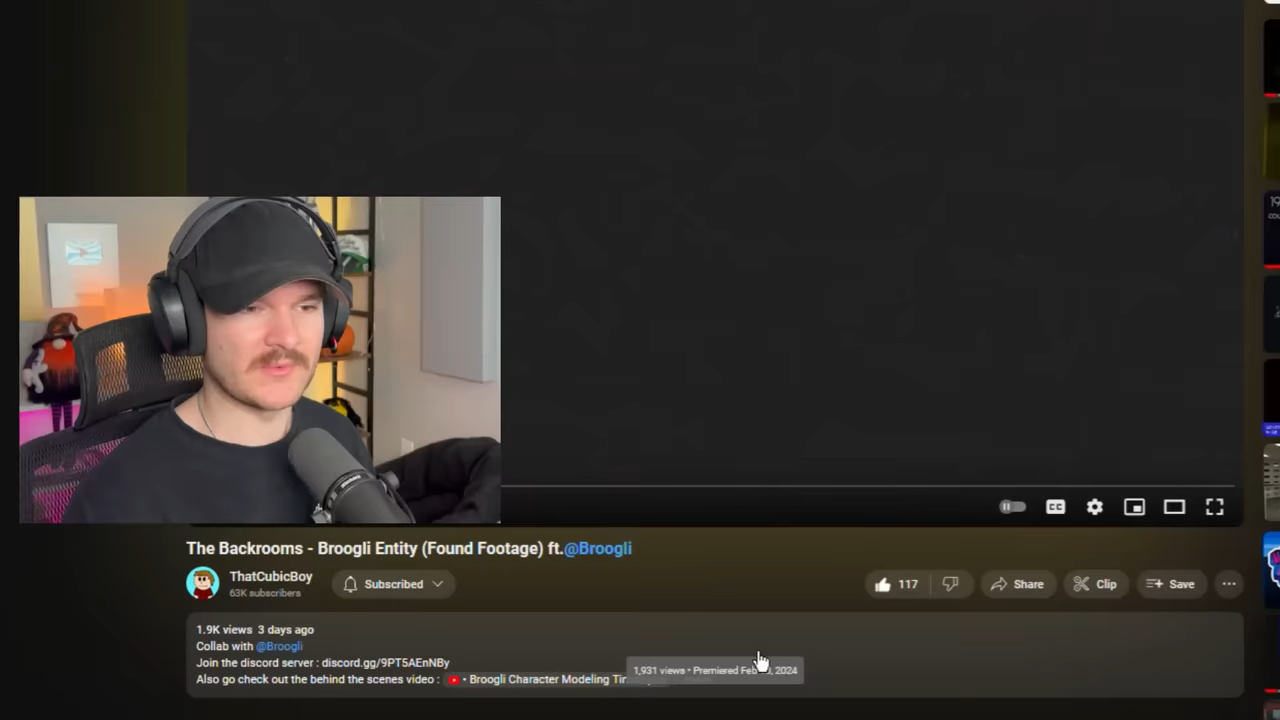 The Backrooms - Broogli Entity (Found Footage) ft.@Broogli
ThatCubicBoy
63K subscribers
Subscribed
117
Share
Clip
Save
1.9K views 3 days ago
Collab with @Broogli
Join the discord server : discord.gg/9PT5AEnNBy
1,931 views • Premiered 2024
Also go check out the behind the scenes video : • Broogli Character Modeling
CC